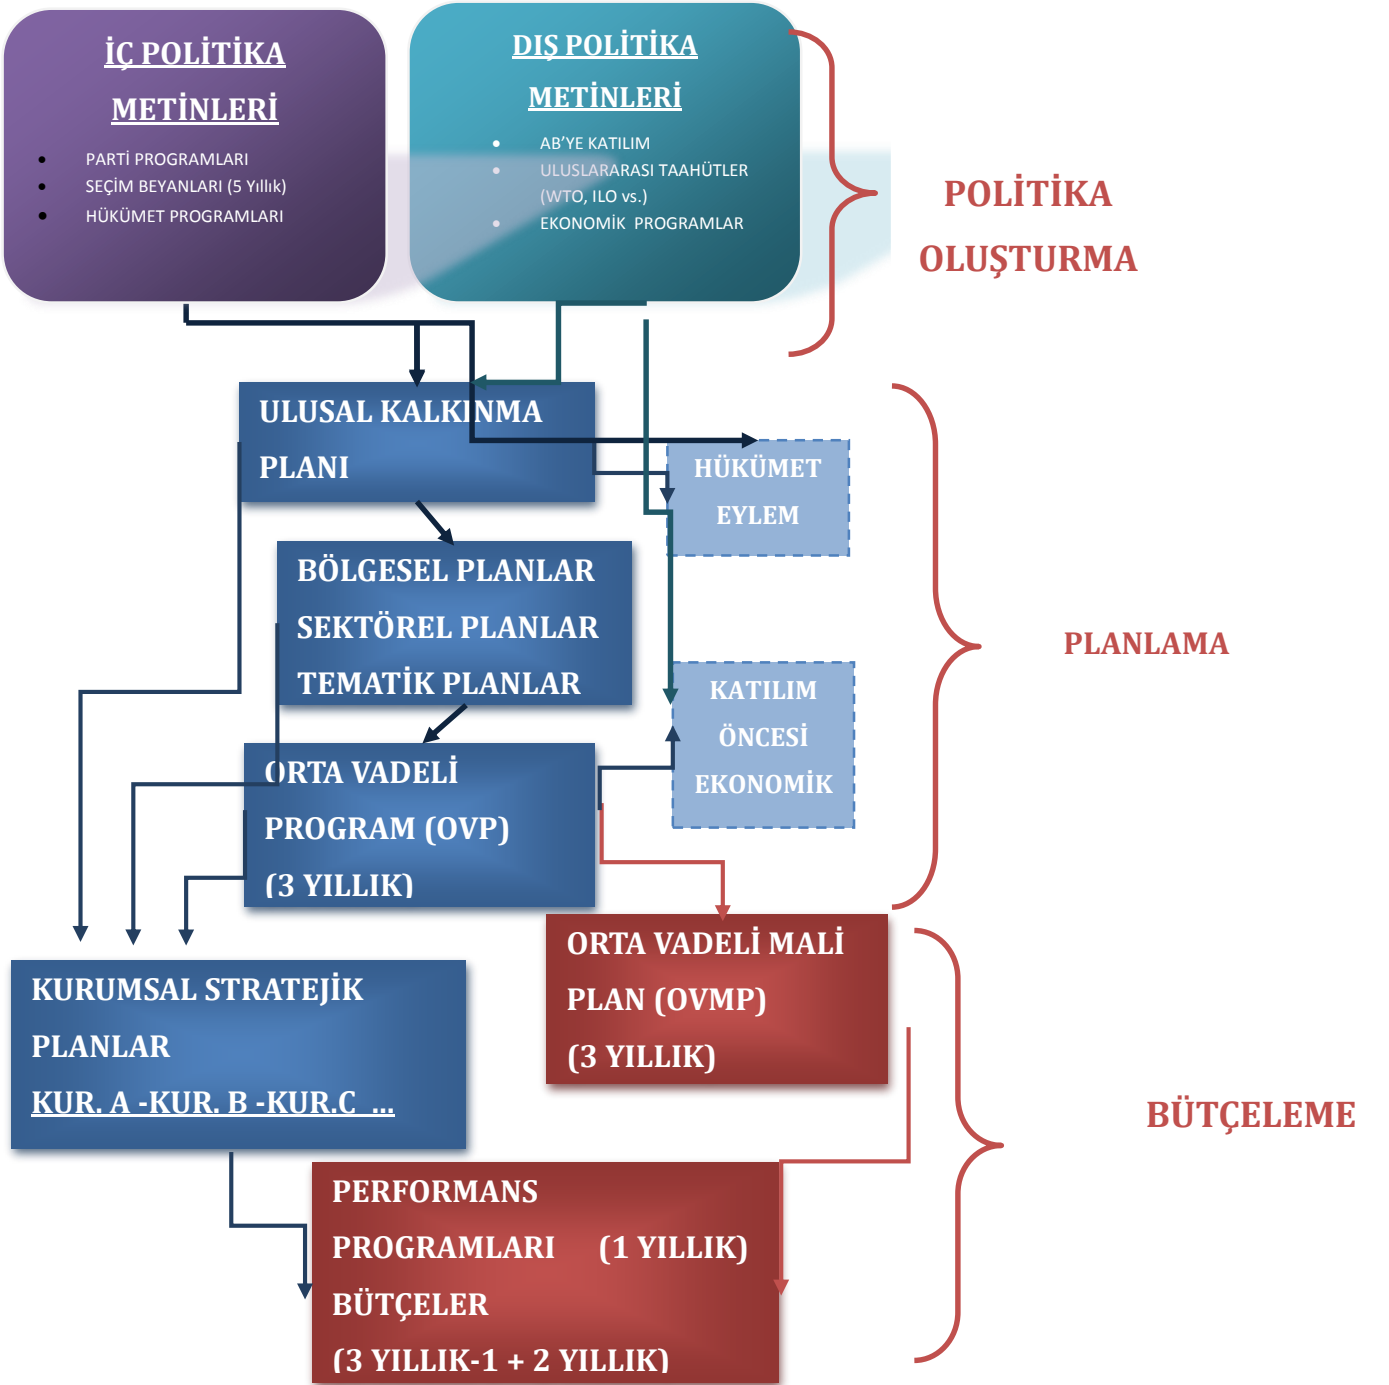 İÇ POLİTİKA
METİNLERİ
• PARTİ PROGRAMLARI
• SEÇİM BEYANLARI (5 Yıllık)
• HÜKÜMET PROGRAMLARI
DIŞ POLİTİKA
METİNLERİ
• AB’YE KATILIM
• ULUSLARARASI TAAHÜTLER
(WTO, ILO vs.)
• EKONOMİK PROGRAMLAR
POLİTİKA
OLUŞTURMA
ULUSAL KALKINMA
PLANI
HÜKÜMET
EYLEM
BÖLGESEL PLANLAR
SEKTÖREL PLANLAR
TEMATİK PLANLAR
PLANLAMA
KATILIM
ÖNCESİ
EKONOMİK
ORTA VADELİ
PROGRAM (OVP)
(3 YILLIK)
ORTA VADELİ MALİ
PLAN (OVMP)
(3 YILLIK)
KURUMSAL STRATEJİK
PLANLAR
KUR. A -KUR. B -KUR.C ...
BÜTÇELEME
PERFORMANS
PROGRAMLARI (1 YILLIK)
BÜTÇELER
(3 YILLIK-1 + 2 YILLIK)